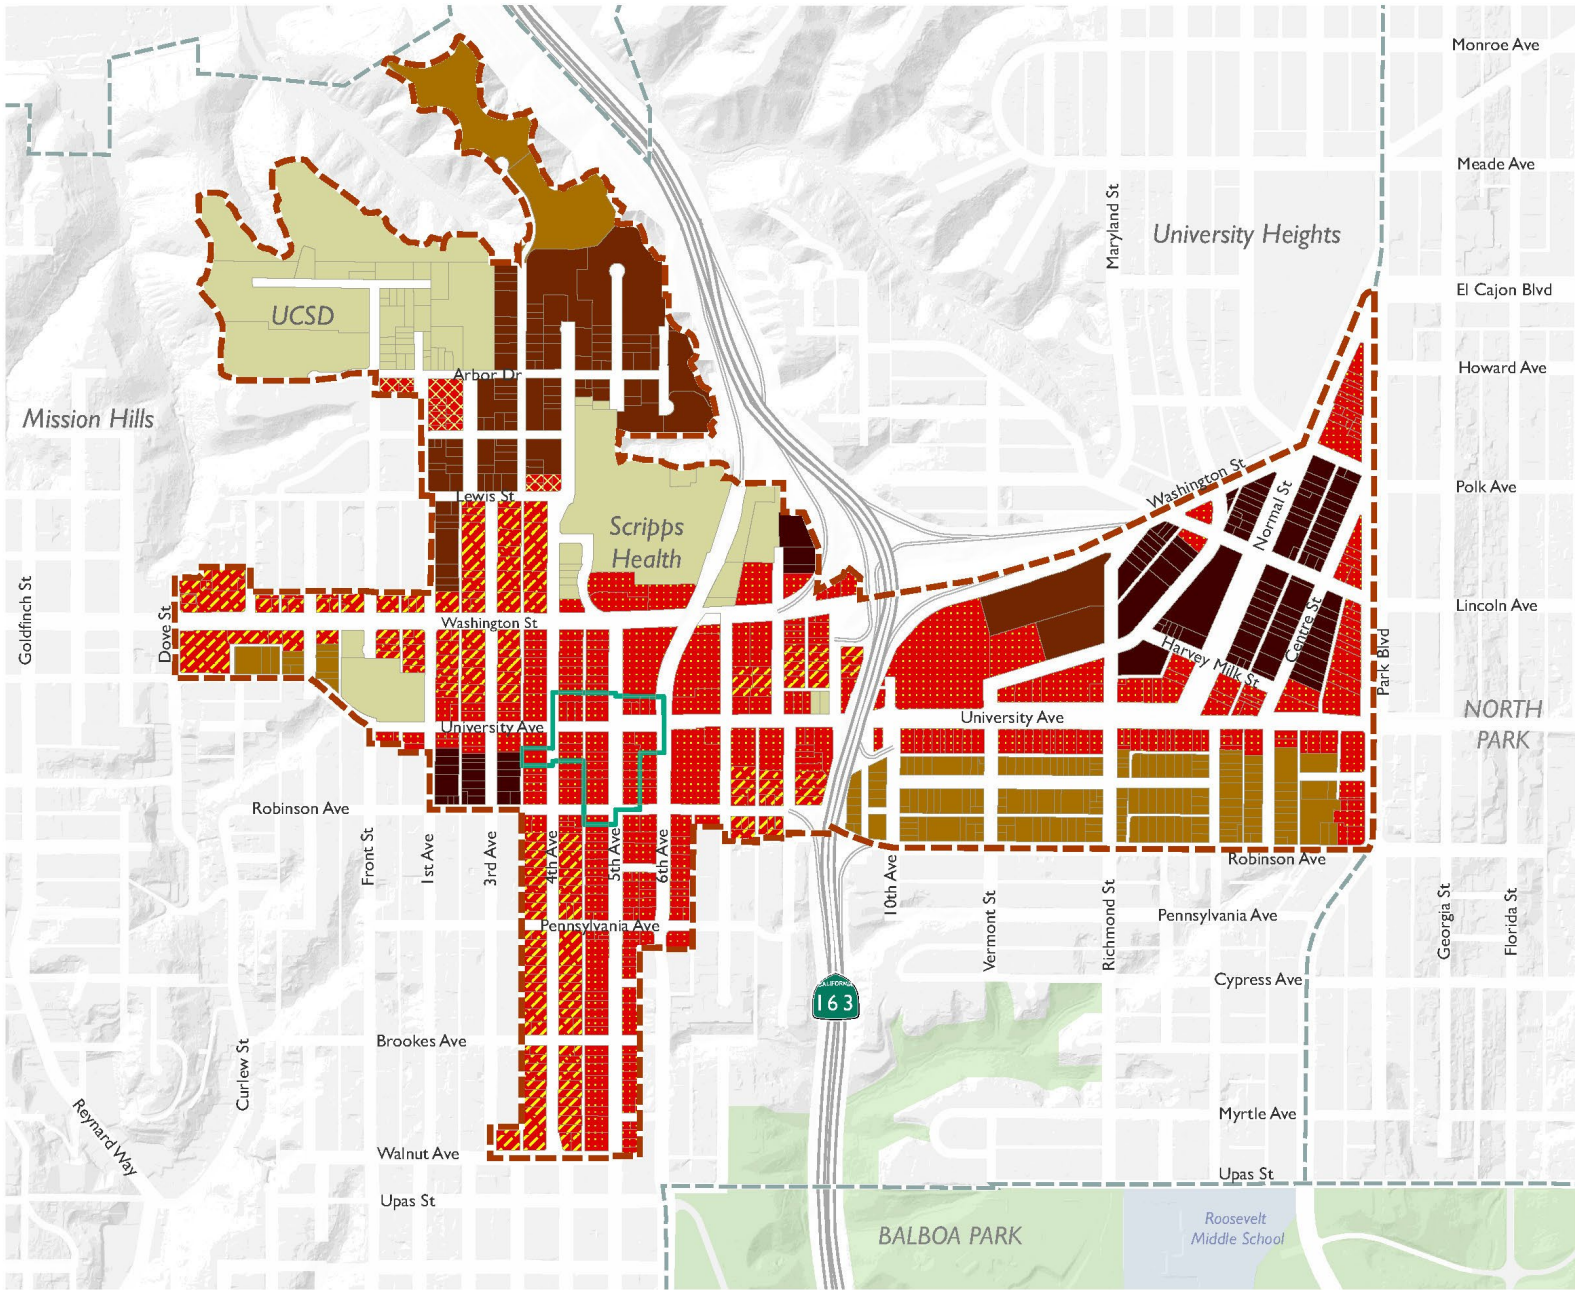 Monroe Ave
Meade Ave
Maryland St
University Heights
El Cajon Blvd
UCSD
Howard Ave
Arbor Dr
Mission Hills
Washington St
Polk Ave
Lewis St
Normal St
Scripps
Health
Goldfinch St
Dove St
Lincoln Ave
Washington St
Centre St
Harvey Milk St
Park Blvd
University Ave
University Ave
NORTH
PARK
Robinson Ave
Front St
1st Ave
3rd Ave
4th Ave
5th Ave
6th Ave
10th Ave
Robinson Ave
Vermont St
Richmond St
Pennsylvania Ave
Pennsylvania Ave
Georgia St
Florida St
Cypress Ave
CALIFORNIA
163
Brookes Ave
Curlew St
Reynard Way
Myrtle Ave
Walnut Ave
Upas St
Upas St
BALBOA PARK
Roosevelt
Middle School